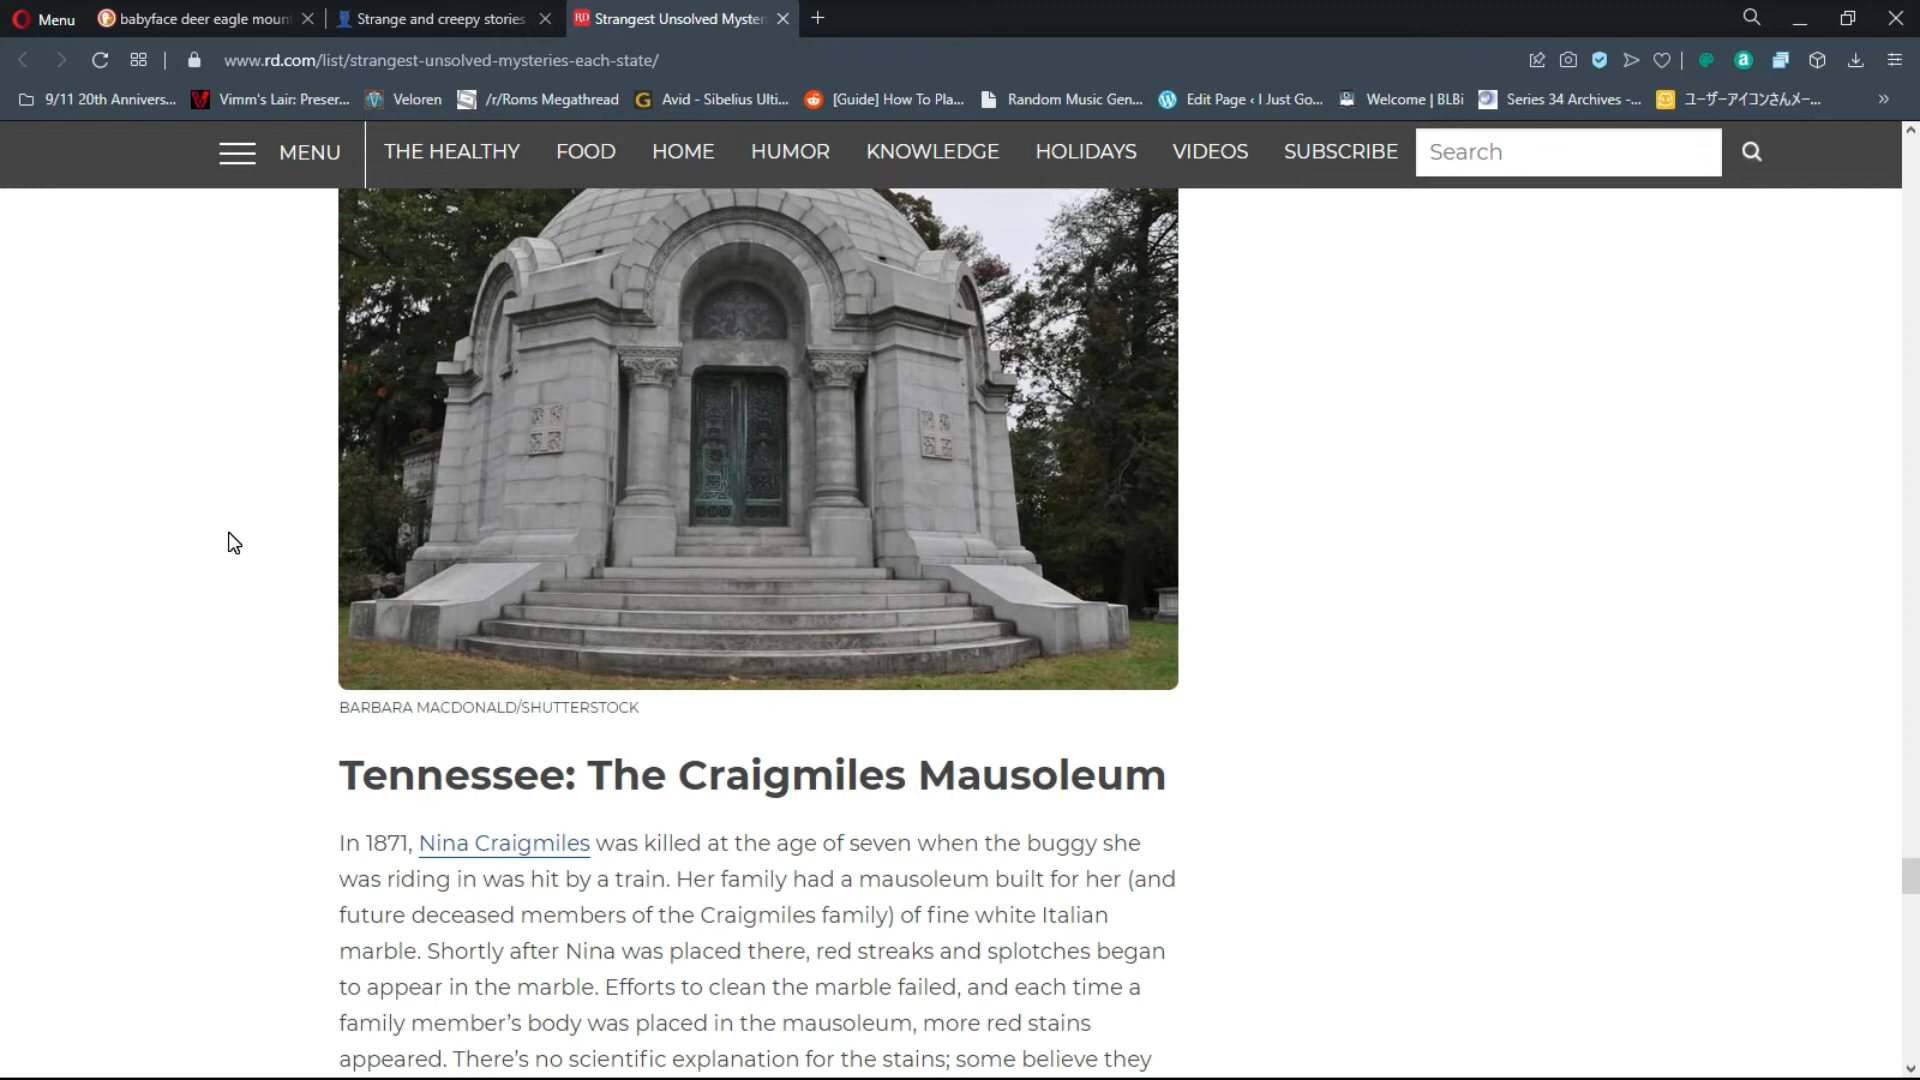 Menu
babyface deer eagle moun
Strange and creepy stories
RD
Strangest Unsolved Myster
www.rd.com/list/strangest-unsolved-mysteries-each-state/
9/11 20th Annivers...
Vimm's Lair: Preser...
Veloren
/r/Roms Megathread
Avid - Sibelius Ulti...
[Guide] How To Pla...
Random Music Gen...
Edit Page ‹ I Just Go...
Welcome | BLBi
Series 34 Archives -...
ユーザーアイコンさんメー...
MENU
THE HEALTHY
FOOD
HOME
HUMOR
KNOWLEDGE
HOLIDAYS
VIDEOS
SUBSCRIBE
Search
BARBARA MACDONALD/SHUTTERSTOCK
Tennessee: The Craigmiles Mausoleum
In 1871, Nina Craigmiles was killed at the age of seven when the buggy she
was riding in was hit by a train. Her family had a mausoleum built for her (and
future deceased members of the Craigmiles family) of fine white Italian
marble. Shortly after Nina was placed there, red streaks and splotches began
to appear in the marble. Efforts to clean the marble failed, and each time a
family member's body was placed in the mausoleum, more red stains
appeared. There's no scientific explanation for the stains; some believe they